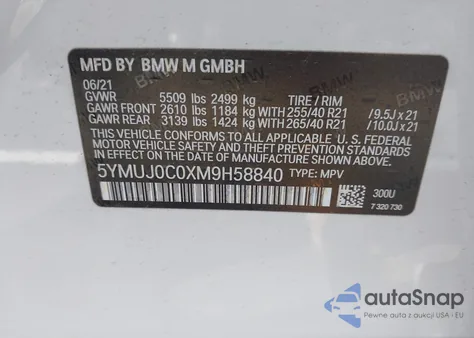 MFD BY BMW M GMBH
06/21
GVWR 5509 lbs 2499 kg TIRE / RIM
GAWR FRONT 2610 lbs 1184 kg WITH 255/40 R21 /9.5J x 21
GAWR REAR 3139 lbs 1424 kg WITH 265/40 R21 /10.0J x 21
THIS VEHICLE CONFORMS TO ALL APPLICABLE U.S. FEDERAL
MOTOR VEHICLE SAFETY, BUMPER, AND THEFT PREVENTION
STANDARDS IN EFFECT ON THE DATE OF MANUFACTURE SHOWN ABOVE.
5YMUJ0C0XM9H58840 TYPE: MPV
300U
7 320 730
autoSnap
Pewne auta z aukcji USA i EU